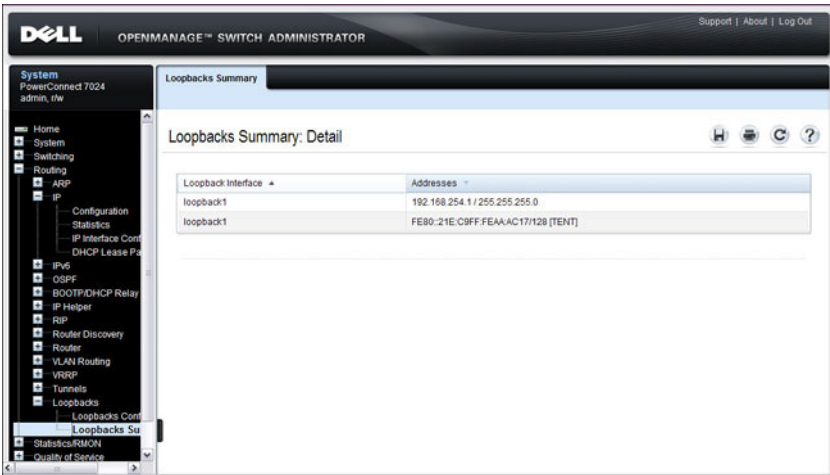 Support | About | Log Out
DELL OPENMANAGE™ SWITCH ADMINISTRATOR
System
PowerConnect 7024
admin, r/w
Loopbacks Summary
Home
System
Switching
Routing
ARP
IP
Configuration
Statistics
IP Interface Conf
DHCP Lease Pa
IPv6
OSPF
BOOTP/DHCP Relay
IP Helper
RIP
Router Discovery
Router
VLAN Routing
VRRP
Tunnels
Loopbacks
Loopbacks Conf
Loopbacks Su
Statistics/RMON
Quality of Service
Loopbacks Summary: Detail
Loopback Interface Addresses
loopback1 192.168.254.1 / 255.255.255.0
loopback1 FE80::21E:C9FF:FEAA:AC17/128 [TENT]